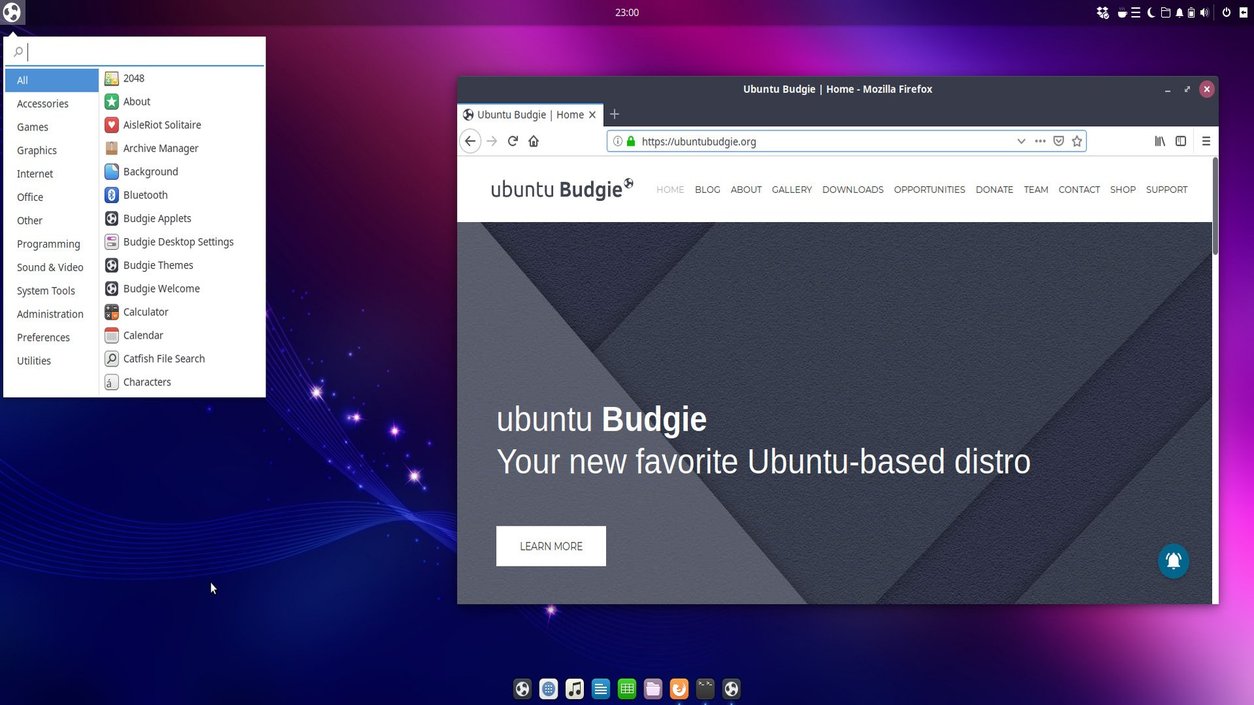 23:00
All
Accessories
Games
Graphics
Internet
Office
Other
Programming
Sound & Video
System Tools
Administration
Preferences
Utilities
2048
About
AisleRiot Solitaire
Archive Manager
Background
Bluetooth
Budgie Applets
Budgie Desktop Settings
Budgie Themes
Budgie Welcome
Calculator
Calendar
Catfish File Search
Characters
Ubuntu Budgie | Home - Mozilla Firefox
Ubuntu Budgie | Home
https://ubuntubudgie.org
ubuntu Budgie
HOME BLOG ABOUT GALLERY DOWNLOADS OPPORTUNITIES DONATE TEAM CONTACT SHOP SUPPORT
ubuntu Budgie
Your new favorite Ubuntu-based distro
LEARN MORE